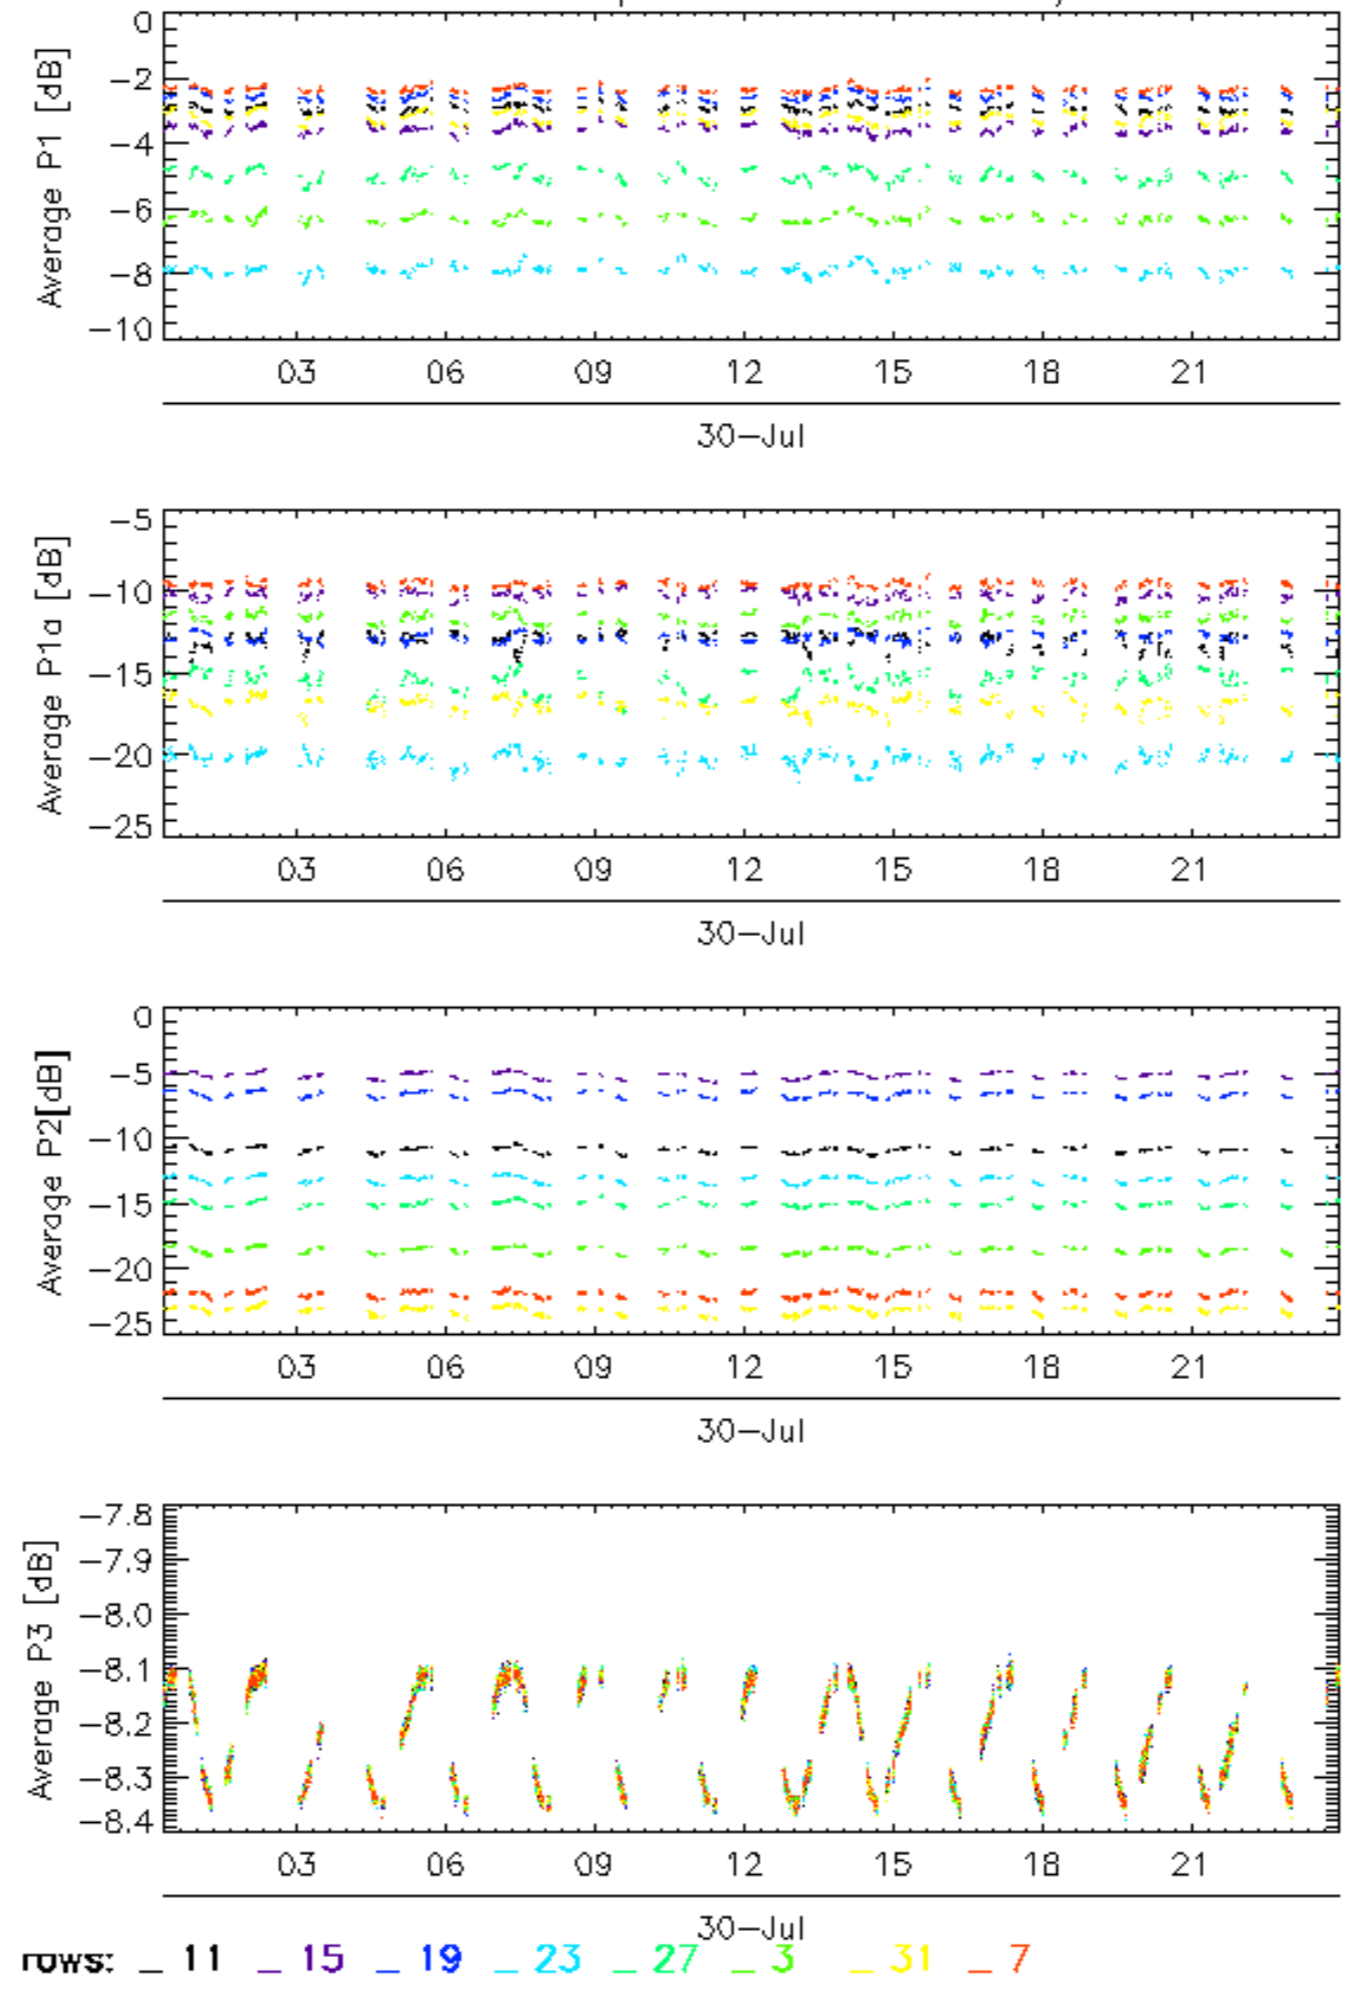 0
−2
−4
−6
−8
−10
Average P1 [dB]
03 06 09 12 15 18 21
30−Jul
−5
−10
−15
−20
−25
Average P1a [dB]
03 06 09 12 15 18 21
30−Jul
0
−5
−10
−15
−20
−25
Average P2[dB]
03 06 09 12 15 18 21
30−Jul
−7.8
−7.9
−8.0
−8.1
−8.2
−8.3
−8.4
Average P3 [dB]
03 06 09 12 15 18 21
30−Jul
rows: _ 11 _ 15 _ 19 _ 23 _ 27 _ 3 _ 31 _ 7